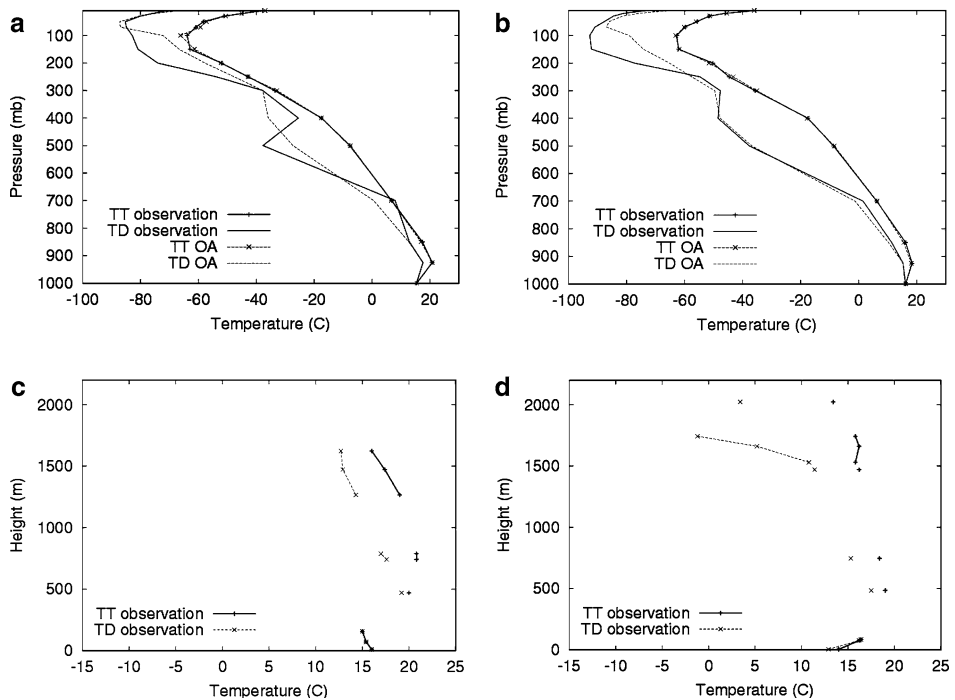 a
100
200
300
400
500
600
700
800
900
1000
Pressure (mb)
TT observation
TD observation
TT OA
TD OA
-100 -80 -60 -40 -20 0 20
Temperature (C)
b
100
200
300
400
500
600
700
800
900
1000
Pressure (mb)
TT observation
TD observation
TT OA
TD OA
-100 -80 -60 -40 -20 0 20
Temperature (C)
c
2000
1500
1000
500
0
Height (m)
TT observation
TD observation
-15 -10 -5 0 5 10 15 20 25
Temperature (C)
d
2000
1500
1000
500
0
Height (m)
TT observation
TD observation
-15 -10 -5 0 5 10 15 20 25
Temperature (C)